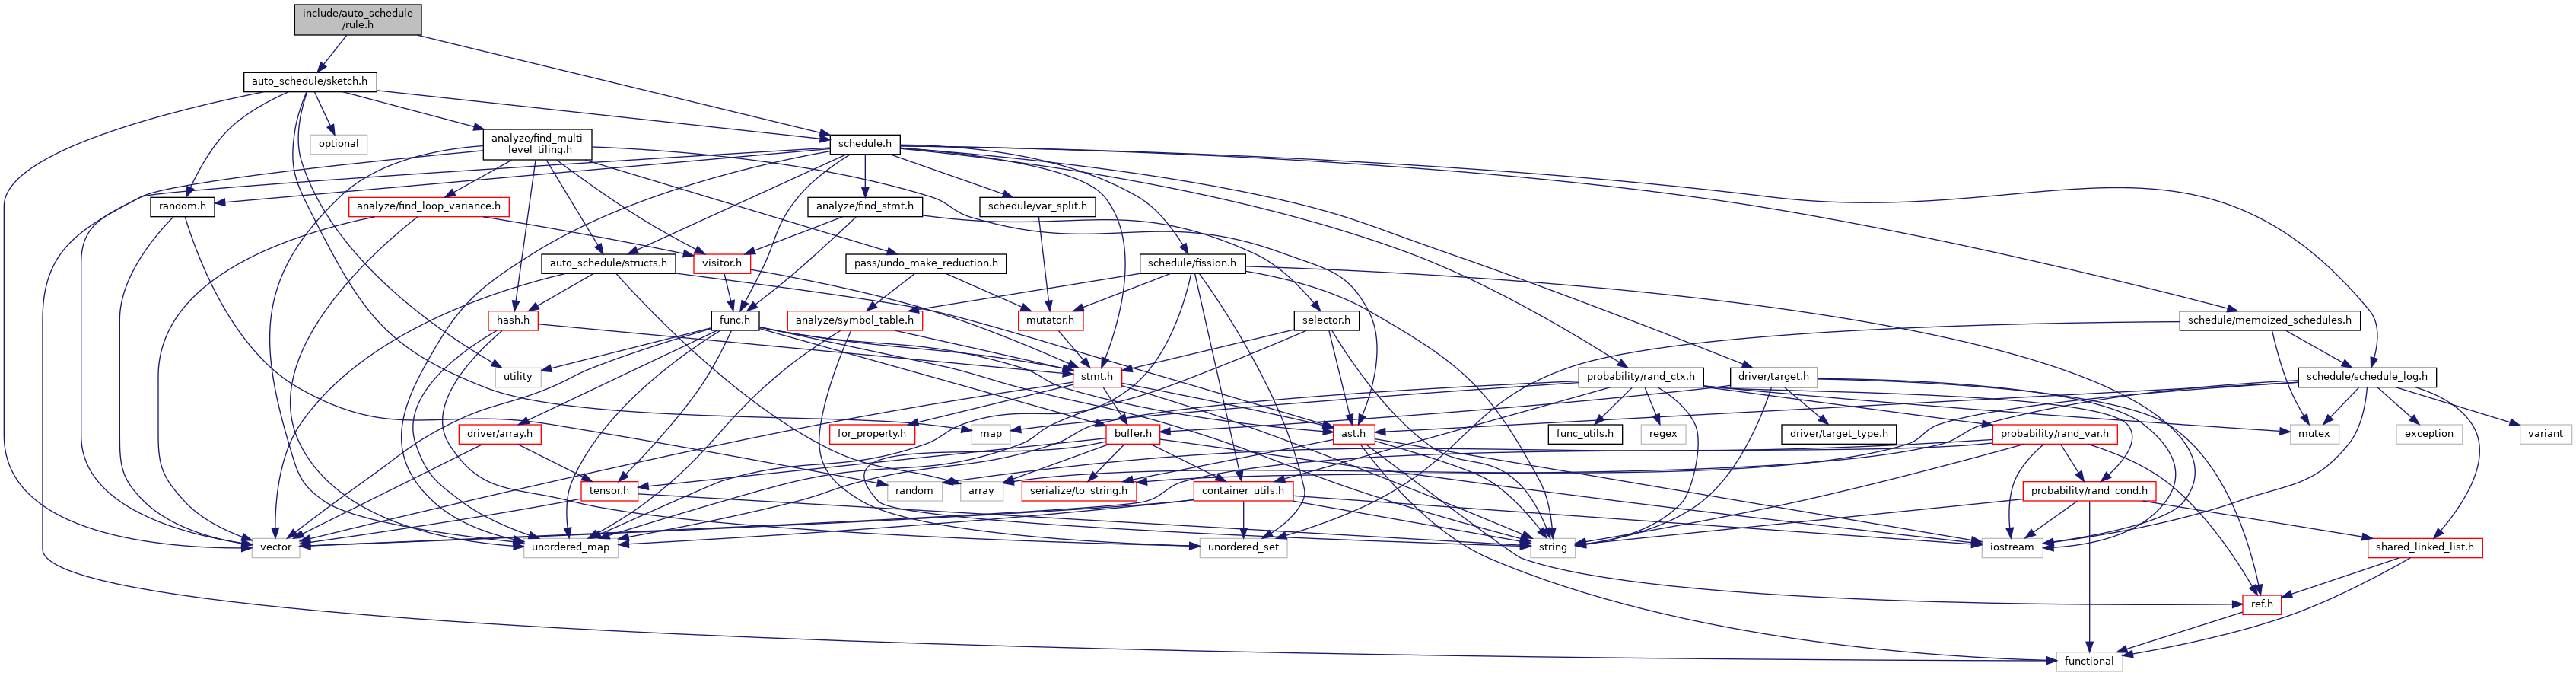 include/auto_schedule
/rule.h
auto_schedule/sketch.h
optional
analyze/find_multi
_level_tiling.h
schedule.h
random.h
analyze/find_loop_variance.h
analyze/find_stmt.h
schedule/var_split.h
auto_schedule/structs.h
visitor.h
pass/undo_make_reduction.h
schedule/fission.h
hash.h
func.h
analyze/symbol_table.h
mutator.h
selector.h
schedule/memoized_schedules.h
utility
stmt.h
probability/rand_ctx.h
driver/target.h
schedule/schedule_log.h
driver/array.h
for_property.h
map
buffer.h
ast.h
func_utils.h
regex
driver/target_type.h
probability/rand_var.h
mutex
exception
variant
tensor.h
random
array
serialize/to_string.h
container_utils.h
probability/rand_cond.h
vector
unordered_map
unordered_set
string
iostream
shared_linked_list.h
ref.h
functional